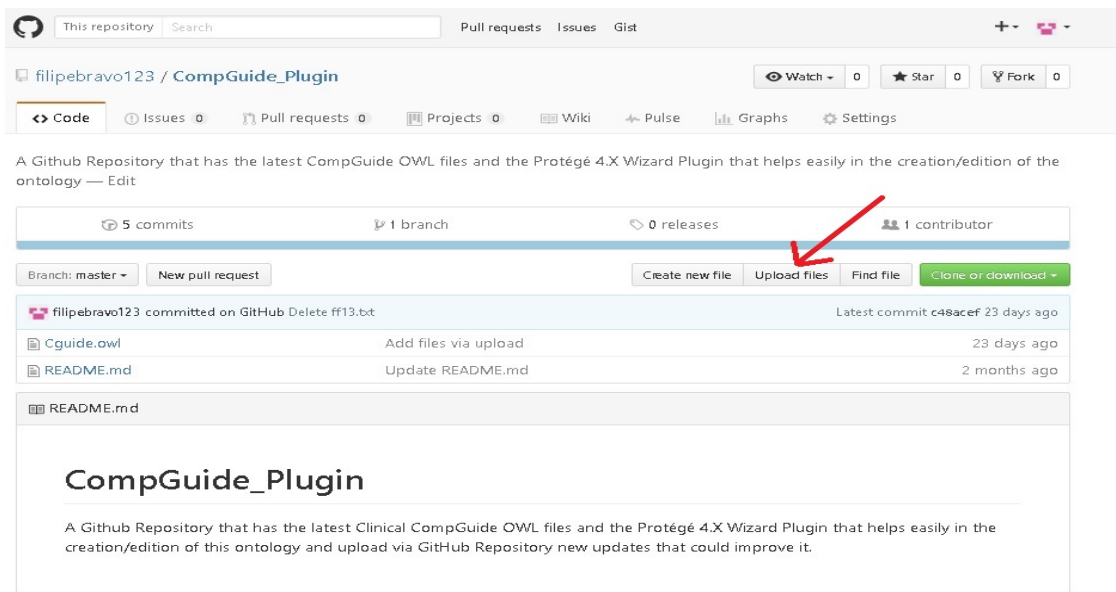 This repository Search Pull requests Issues Gist
filipebravo123 / CompGuide_Plugin Watch 0 Star 0 Fork 0
Code Issues 0 Pull requests 0 Projects 0 Wiki Pulse Graphs Settings
A Github Repository that has the latest CompGuide OWL files and the Protégé 4.X Wizard Plugin that helps easily in the creation/edition of the
ontology — Edit
5 commits 1 branch 0 releases 1 contributor
Branch: master New pull request Create new file Upload files Find file Clone or download
filipebravo123 committed on GitHub Delete ff13.txt Latest commit c48acef 23 days ago
Cguide.owl Add files via upload 23 days ago
README.md Update README.md 2 months ago
README.md
CompGuide_Plugin
A Github Repository that has the latest Clinical CompGuide OWL files and the Protégé 4.X Wizard Plugin that helps easily in the
creation/edition of this ontology and upload via GitHub Repository new updates that could improve it.